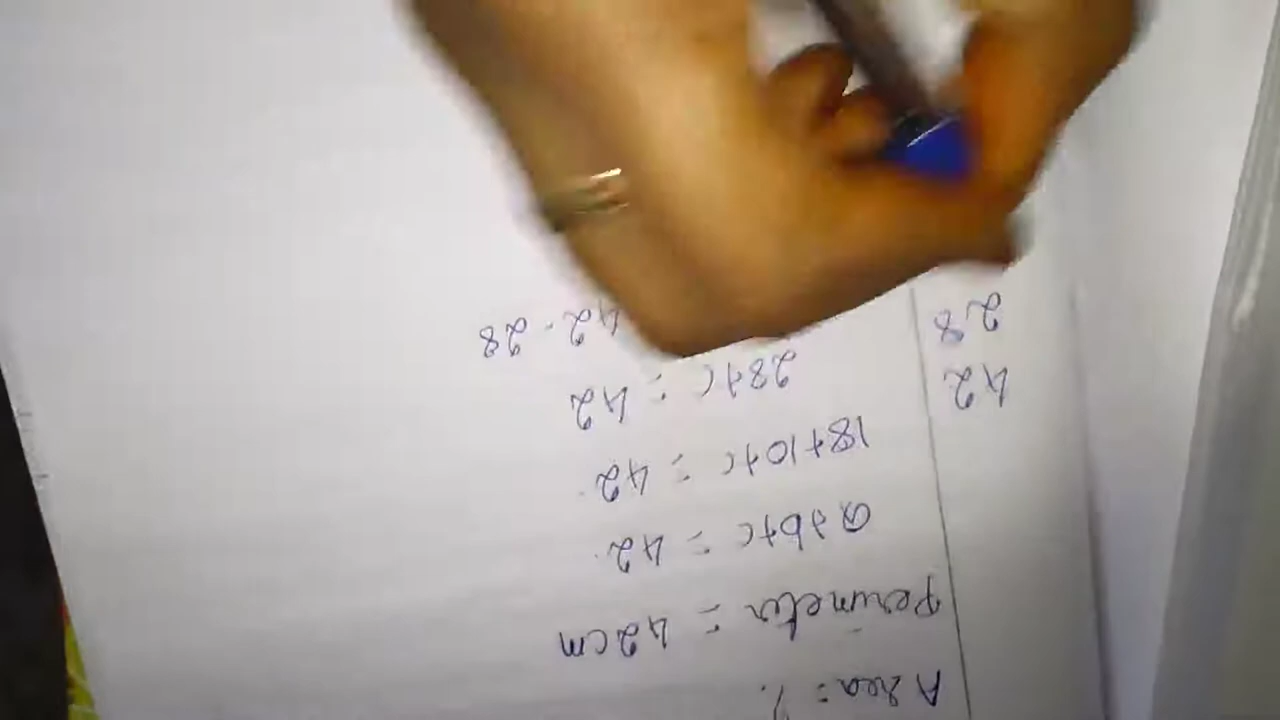 Area = ?
Perimeter = 42cm
a+b+c = 42
18+10+c = 42
28+c = 42
42-28
42
28